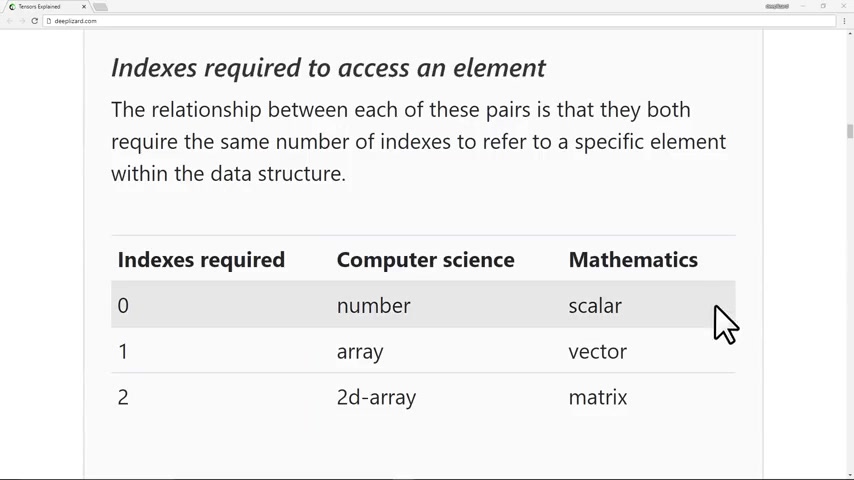 Tensors Explained
deeplizard
deeplizard.com
Indexes required to access an element
The relationship between each of these pairs is that they both
require the same number of indexes to refer to a specific element
within the data structure.
Indexes required Computer science Mathematics
0 number scalar
1 array vector
2 2d-array matrix